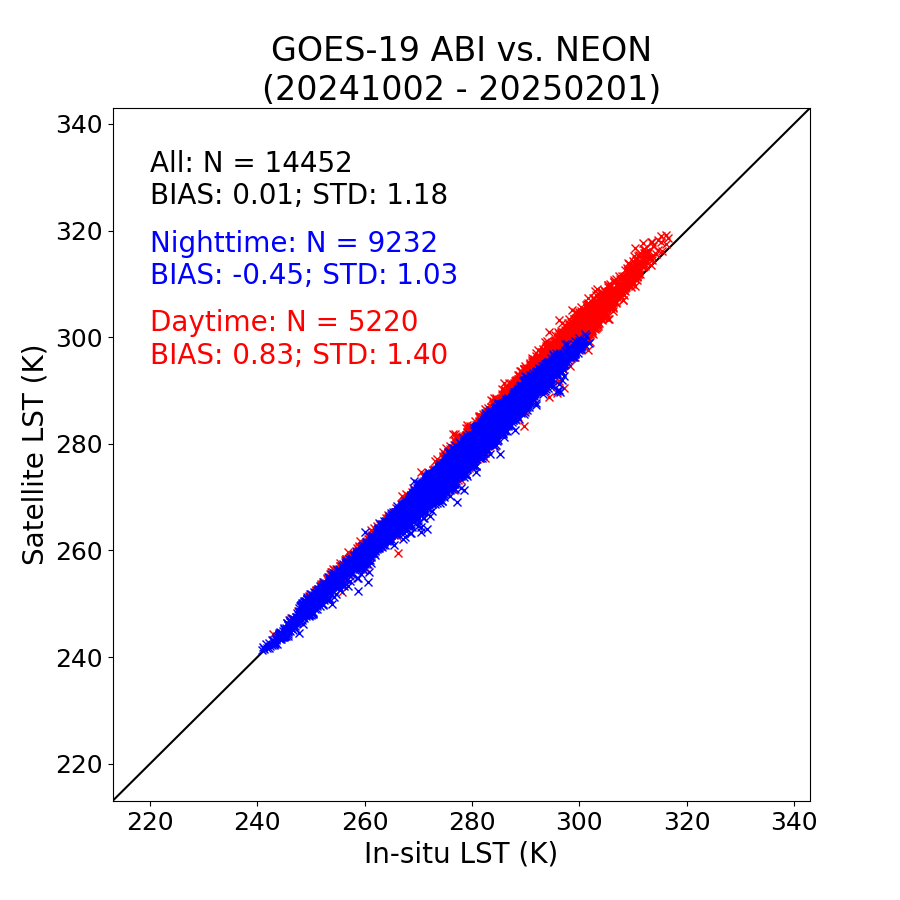 GOES-19 ABI vs. NEON
(20241002 - 20250201)
340
320
300
280
260
240
220
All: N = 14452
BIAS: 0.01; STD: 1.18
Nighttime: N = 9232
BIAS: -0.45; STD: 1.03
Daytime: N = 5220
BIAS: 0.83; STD: 1.40
Satellite LST (K)
220 240 260 280 300 320 340
In-situ LST (K)